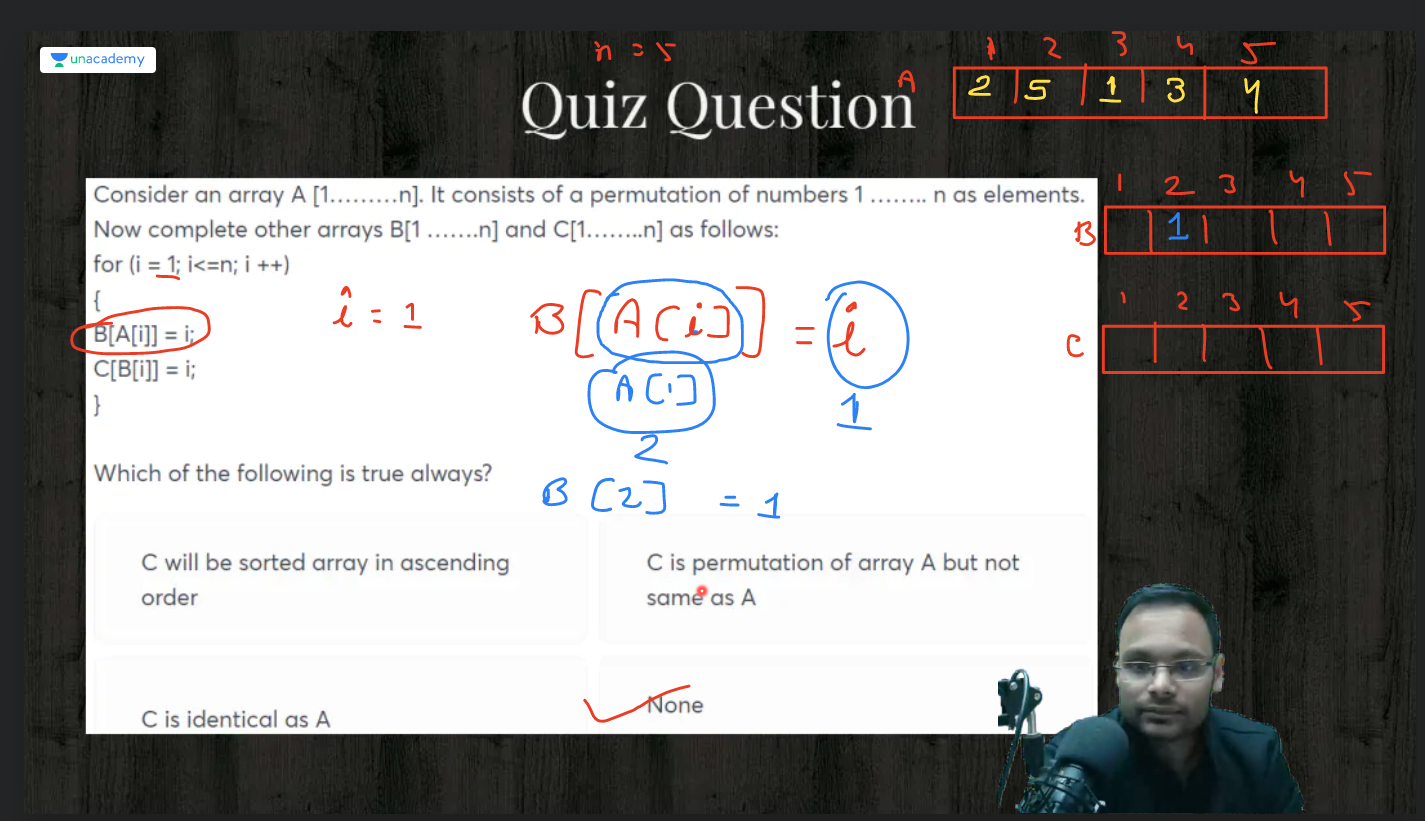 unacademy
n = 5
Quiz Question
1 2 3 4 5
A 2 5 1 3 4
Consider an array A [1.........n]. It consists of a permutation of numbers 1 ........ n as elements.
Now complete other arrays B[1 .......n] and C[1........n] as follows:
for (i = 1; i<=n; i ++)
{
B[A[i]] = i;
C[B[i]] = i;
}
1 2 3 4 5
B 1
1 2 3 4 5
C
i = 1
B[A[i]] = i
A[1] 1
2
B[2] = 1
Which of the following is true always?
C will be sorted array in ascending
order
C is permutation of array A but not
same as A
C is identical as A
None